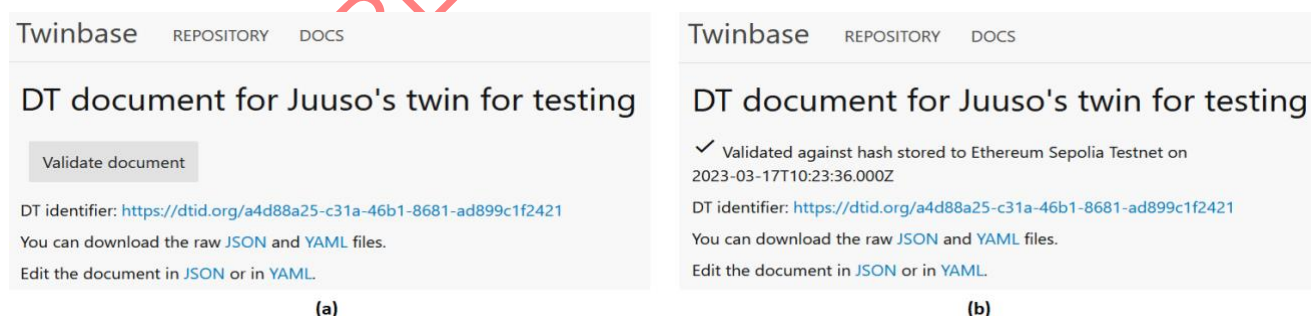 Twinbase REPOSITORY DOCS
DT document for Juuso's twin for testing
Validate document
DT identifier: https://dtid.org/a4d88a25-c31a-46b1-8681-ad899c1f2421
You can download the raw JSON and YAML files.
Edit the document in JSON or in YAML.
(a)
Twinbase REPOSITORY DOCS
DT document for Juuso's twin for testing
✓ Validated against hash stored to Ethereum Sepolia Testnet on
2023-03-17T10:23:36.000Z
DT identifier: https://dtid.org/a4d88a25-c31a-46b1-8681-ad899c1f2421
You can download the raw JSON and YAML files.
Edit the document in JSON or in YAML.
(b)